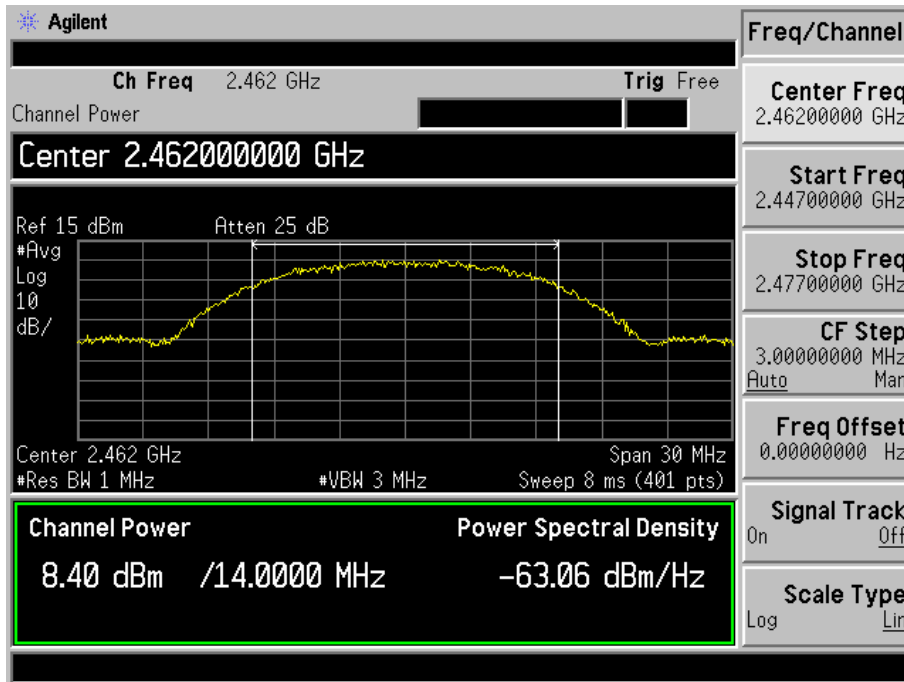 Agilent
Ch Freq 2.462 GHz Trig Free
Channel Power
Center 2.462000000 GHz
Ref 15 dBm Atten 25 dB
#Avg
Log
10
dB/
Center 2.462 GHz Span 30 MHz
#Res BW 1 MHz #VBW 3 MHz Sweep 8 ms (401 pts)
Channel Power Power Spectral Density
8.40 dBm /14.0000 MHz -63.06 dBm/Hz
Freq/Channel
Center Freq
2.46200000 GHz
Start Freq
2.44700000 GHz
Stop Freq
2.47700000 GHz
CF Step
3.00000000 MHz
Auto Man
Freq Offset
0.00000000 Hz
Signal Track
On Off
Scale Type
Log Lin